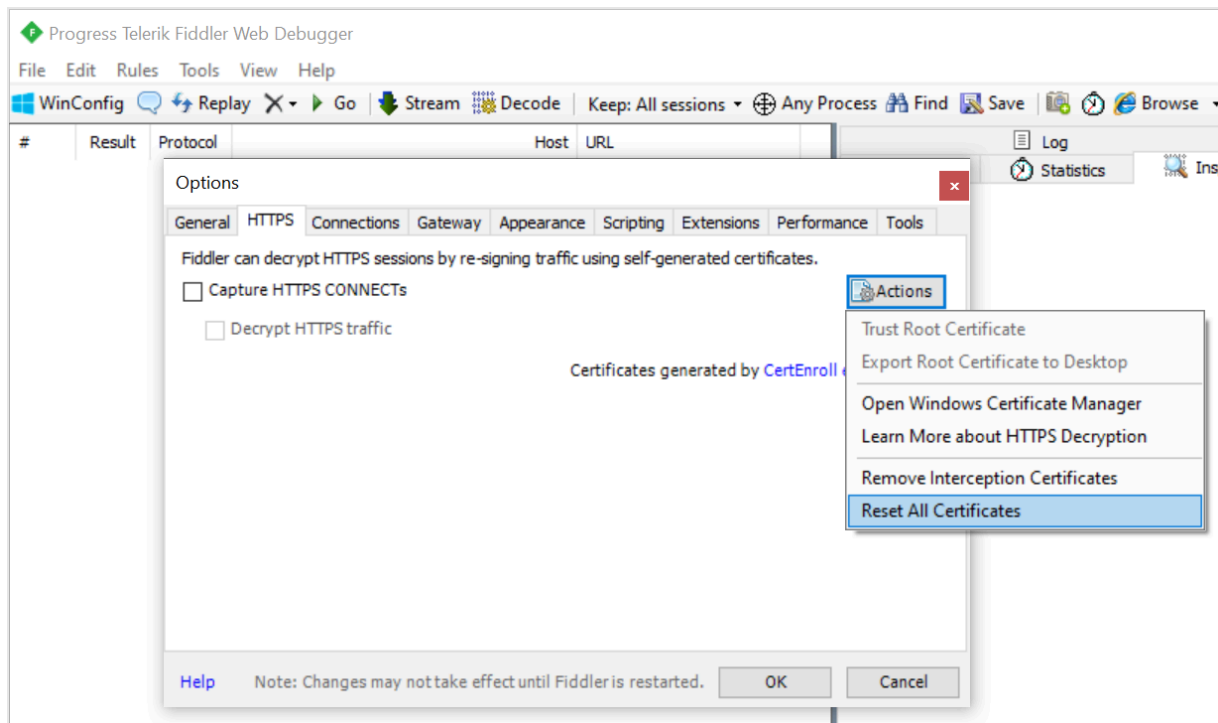 Progress Telerik Fiddler Web Debugger
File Edit Rules Tools View Help
WinConfig Replay Go Stream Decode Keep: All sessions Any Process Find Save Browse
# Result Protocol Host URL Log
Statistics Ins
Options
General HTTPS Connections Gateway Appearance Scripting Extensions Performance Tools
Fiddler can decrypt HTTPS sessions by re-signing traffic using self-generated certificates.
Capture HTTPS CONNECTs Actions
Decrypt HTTPS traffic Trust Root Certificate
Certificates generated by CertEnroll Export Root Certificate to Desktop
Open Windows Certificate Manager
Learn More about HTTPS Decryption
Remove Interception Certificates
Reset All Certificates
Help Note: Changes may not take effect until Fiddler is restarted. OK Cancel